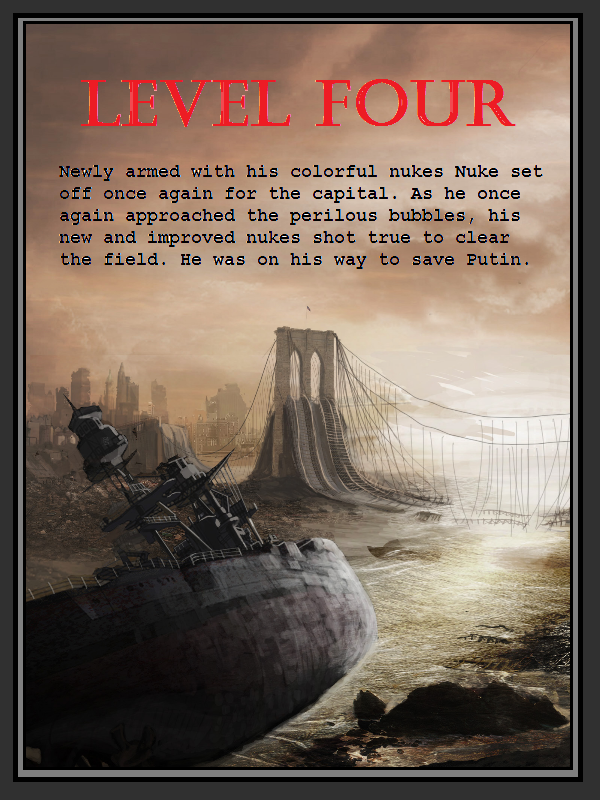 LEVEL FOUR
Newly armed with his colorful nukes Nuke set
off once again for the capital. As he once
again approached the perilous bubbles, his
new and improved nukes shot true to clear
the field. He was on his way to save Putin.